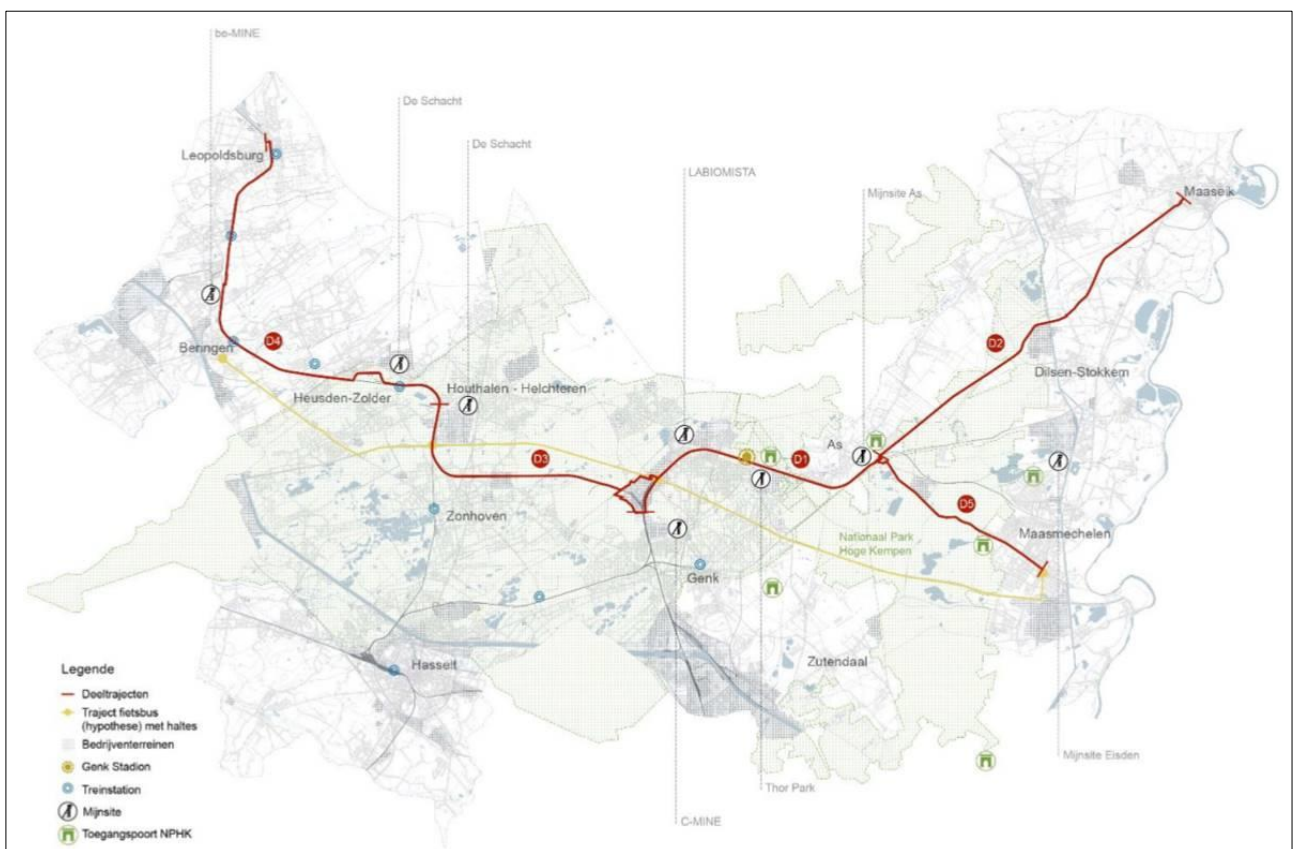 be-MINE
De Schacht
De Schacht
LABIOMISTA
Mijnsite As
Leopoldsburg
Maaseik
D4
D2
Beringen
Dilsen-Stokkem
Heusden-Zolder
Houthalen - Helchteren
As
D3
D1
D5
Zonhoven
Maasmechelen
Nationaal Park
Hoge Kempen
Genk
Hasselt
Zutendaal
Legende
Deeltrajecten
Traject fietsbus
(hypothese) met haltes
Bedrijventerreinen
Genk Stadion
Treinstation
Mijnsite
Toegangspoort NPHK
Mijnsite Eisden
Thor Park
C-MINE